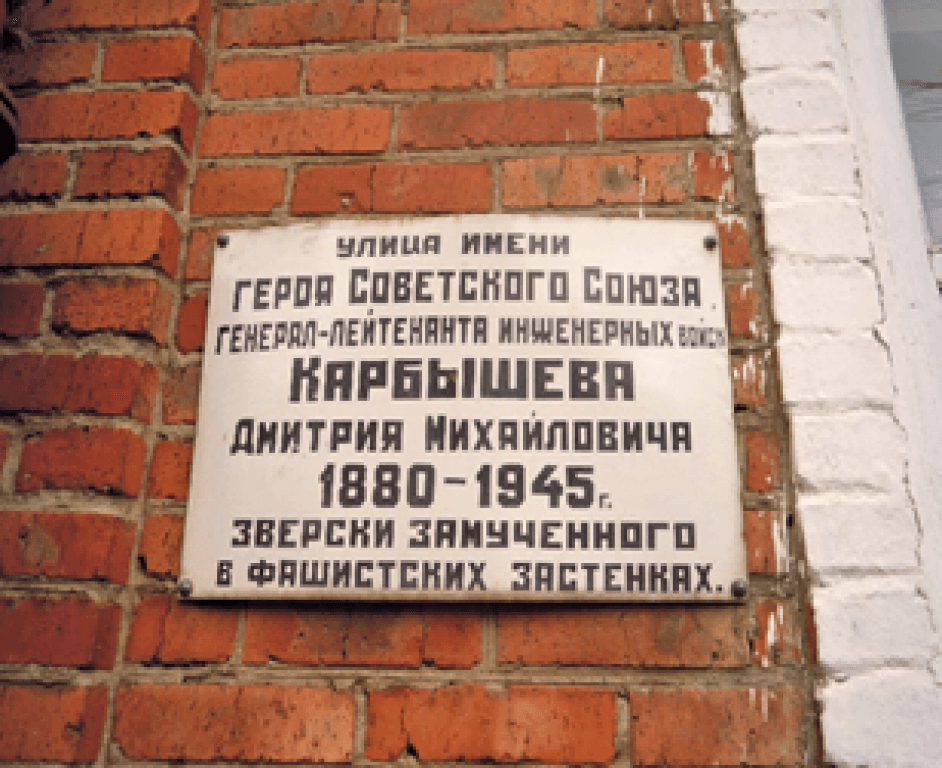 УЛИЦА ИМЕНИ
ГЕРОЯ СОВЕТСКОГО СОЮЗА
ГЕНЕРАЛ-ЛЕЙТЕНАНТА ИНЖЕНЕРНЫХ ВОЙСК
КАРБЫШЕВА
ДМИТРИЯ МИХАЙЛОВИЧА
1880-1945г.
ЗВЕРСКИ ЗАМУЧЕННОГО
В ФАШИСТСКИХ ЗАСТЕНКАХ.